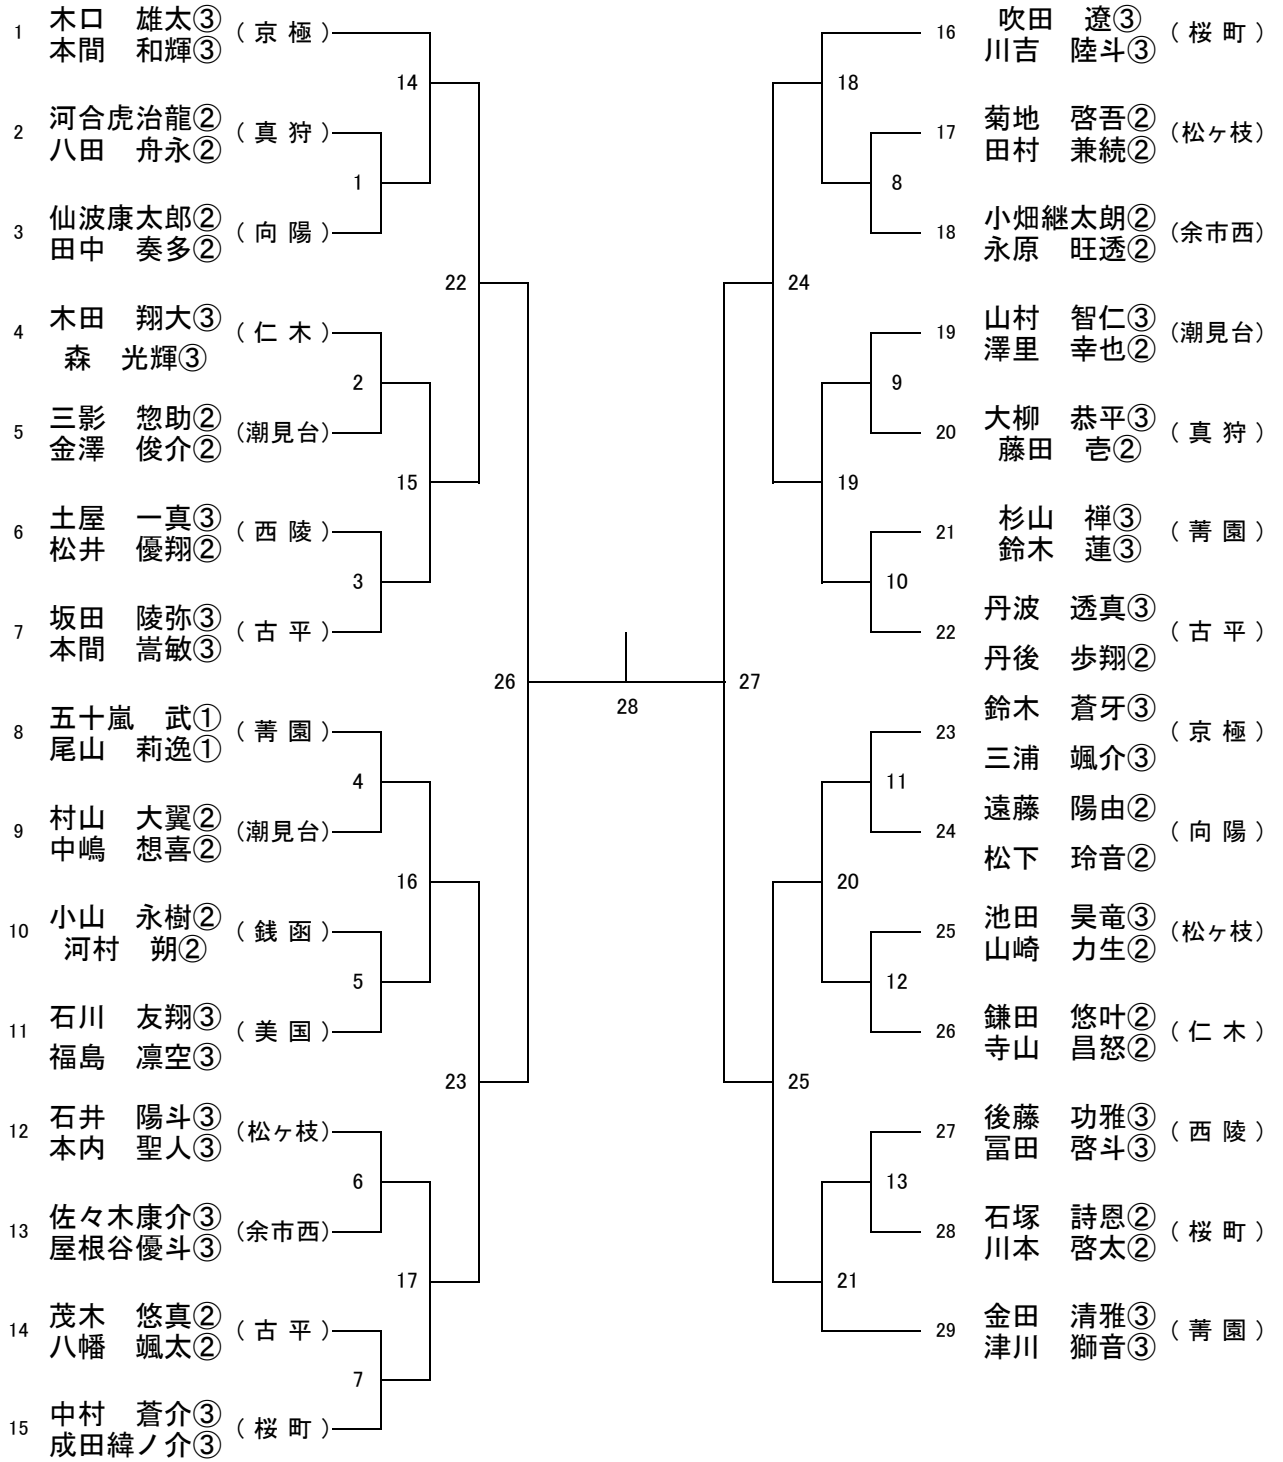 1 木口　雄太③ (京極)
本間　和輝③
2 河合虎治龍② (真狩)
八田　舟永②
3 仙波康太郎② (向陽)
田中　奏多②
4 木田　翔大③ (仁木)
森　光輝③
5 三影　惣助② (潮見台)
金澤　俊介②
6 土屋　一真③ (西陵)
松井　優翔②
7 坂田　陵弥③ (古平)
本間　嵩敏③
8 五十嵐　武① (菁園)
尾山　莉逸①
9 村山　大翼② (潮見台)
中嶋　想喜②
10 小山　永樹② (銭函)
河村　朔②
11 石川　友翔③ (美国)
福島　凛空③
12 石井　陽斗③ (松ヶ枝)
本内　聖人③
13 佐々木康介③ (余市西)
屋根谷優斗③
14 茂木　悠真② (古平)
八幡　颯太②
15 中村　蒼介③ (桜町)
成田緯ノ介③
14
1
22
2
15
3
26
4
16
5
23
6
17
7
28
18
8
24
9
19
10
27
11
20
12
25
13
21
16 吹田　遼③ (桜町)
川吉　陸斗③
17 菊地　啓吾② (松ヶ枝)
田村　兼続②
18 小畑継太朗② (余市西)
永原　旺透②
19 山村　智仁③ (潮見台)
澤里　幸也②
20 大柳　恭平③ (真狩)
藤田　壱②
21 杉山　禅③ (菁園)
鈴木　蓮③
22 丹波　透真③ (古平)
丹後　歩翔②
23 鈴木　蒼牙③ (京極)
三浦　颯介③
24 遠藤　陽由② (向陽)
松下　玲音②
25 池田　昊竜③ (松ヶ枝)
山崎　力生②
26 鎌田　悠叶② (仁木)
寺山　昌怒②
27 後藤　功雅③ (西陵)
冨田　啓斗③
28 石塚　詩恩② (桜町)
川本　啓太②
29 金田　清雅③ (菁園)
津川　獅音③